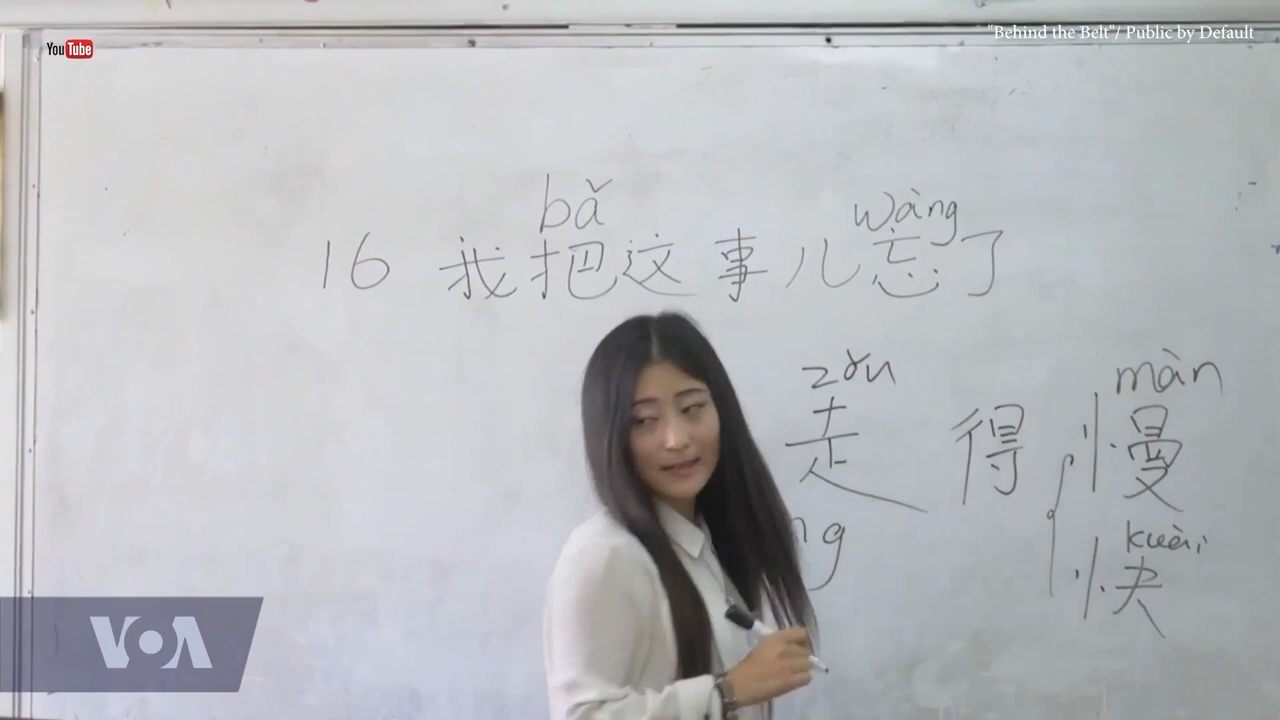 "Behind the Belt"/ Public by Default
YouTube
bǎ wàng
16 我把这事儿忘了
zǒu màn
走得慢
ng kuài
快
VOA